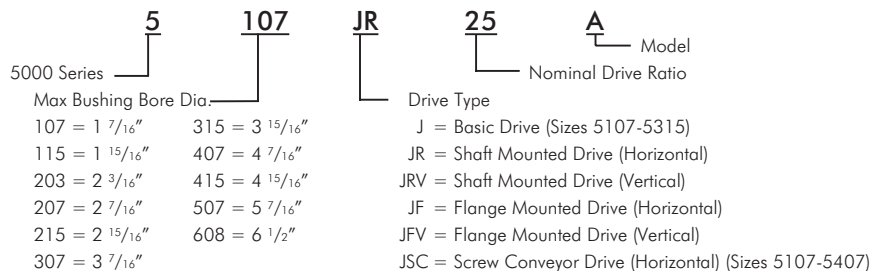 5 107 JR 25 A
Model
5000 Series Nominal Drive Ratio
Max Bushing Bore Dia. Drive Type
107 = 1 7/16" 315 = 3 15/16" J = Basic Drive (Sizes 5107-5315)
115 = 1 15/16" 407 = 4 7/16" JR = Shaft Mounted Drive (Horizontal)
203 = 2 3/16" 415 = 4 15/16" JRV = Shaft Mounted Drive (Vertical)
207 = 2 7/16" 507 = 5 7/16" JF = Flange Mounted Drive (Horizontal)
215 = 2 15/16" 608 = 6 1/2" JFV = Flange Mounted Drive (Vertical)
307 = 3 7/16" JSC = Screw Conveyor Drive (Horizontal) (Sizes 5107-5407)